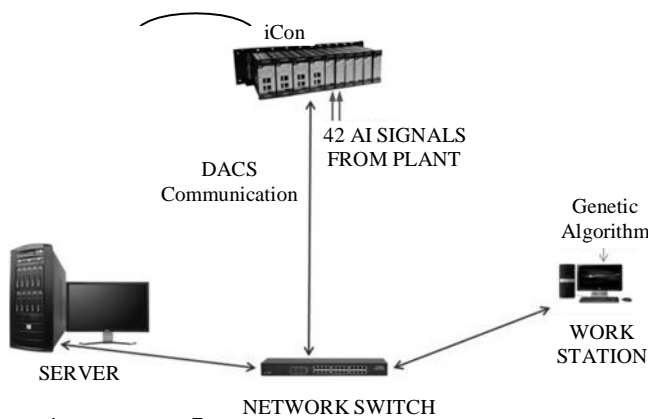 iCon
42 AI SIGNALS
FROM PLANT
DACS
Communication
Genetic
Algorithm
WORK
STATION
SERVER
NETWORK SWITCH